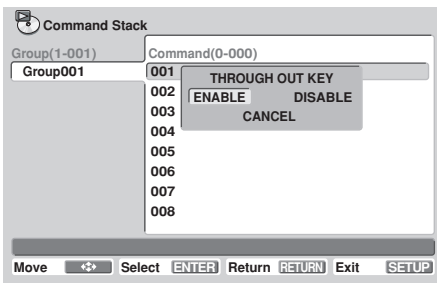 Command Stack
Group(1-001) Command(0-000)
Group001 001
THROUGH OUT KEY
002
ENABLE DISABLE
003
CANCEL
004
005
006
007
008
Move Select ENTER Return RETURN Exit SETUP